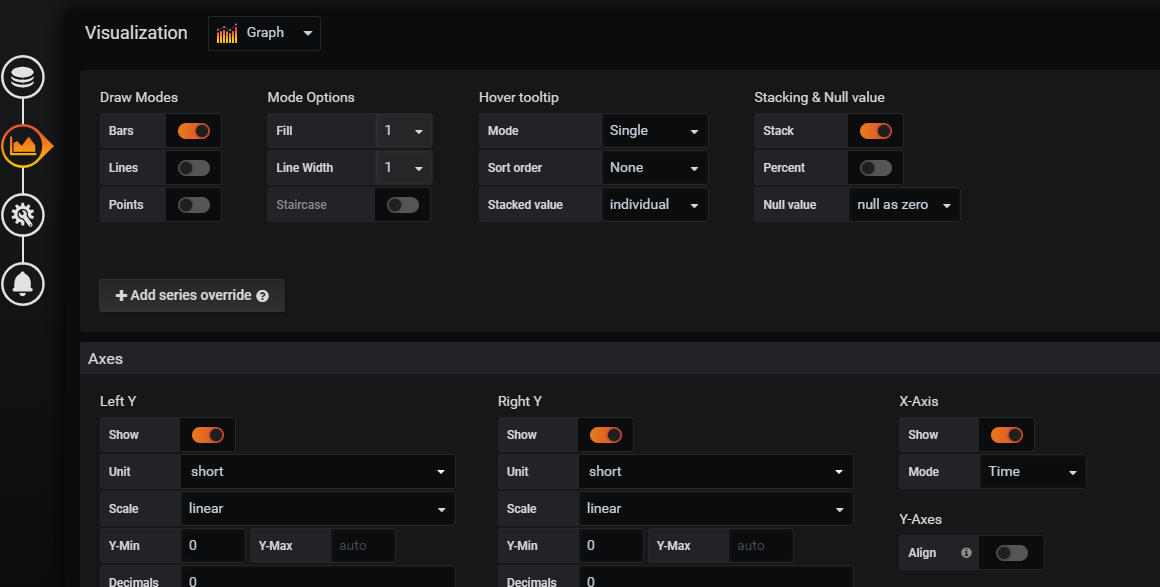 Visualization Graph
Draw Modes Mode Options Hover tooltip Stacking & Null value
Bars Fill 1 Mode Single Stack
Lines Line Width 1 Sort order None Percent
Points Staircase Stacked value individual Null value null as zero
Add series override
Axes
Left Y Right Y X-Axis
Show Show Show
Unit short Unit short Mode Time
Scale linear Scale linear
Y-Axes
Y-Min 0 Y-Max auto Y-Min 0 Y-Max auto Align
Decimals 0 Decimals 0